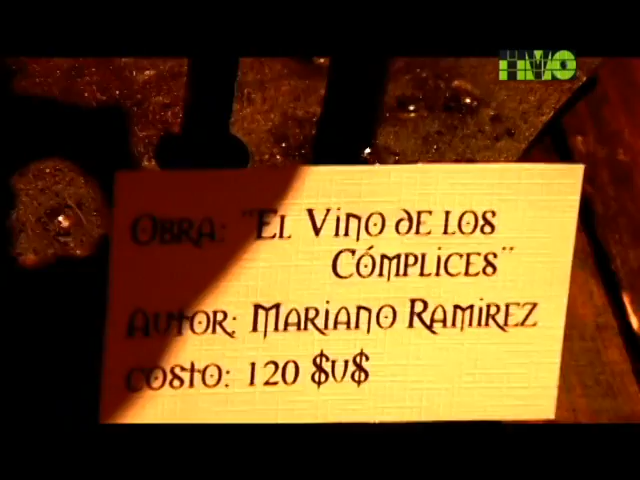 HMO
Obra: "El Vino de los
Cómplices"
Autor: Mariano Ramirez
costo: 120 $u$